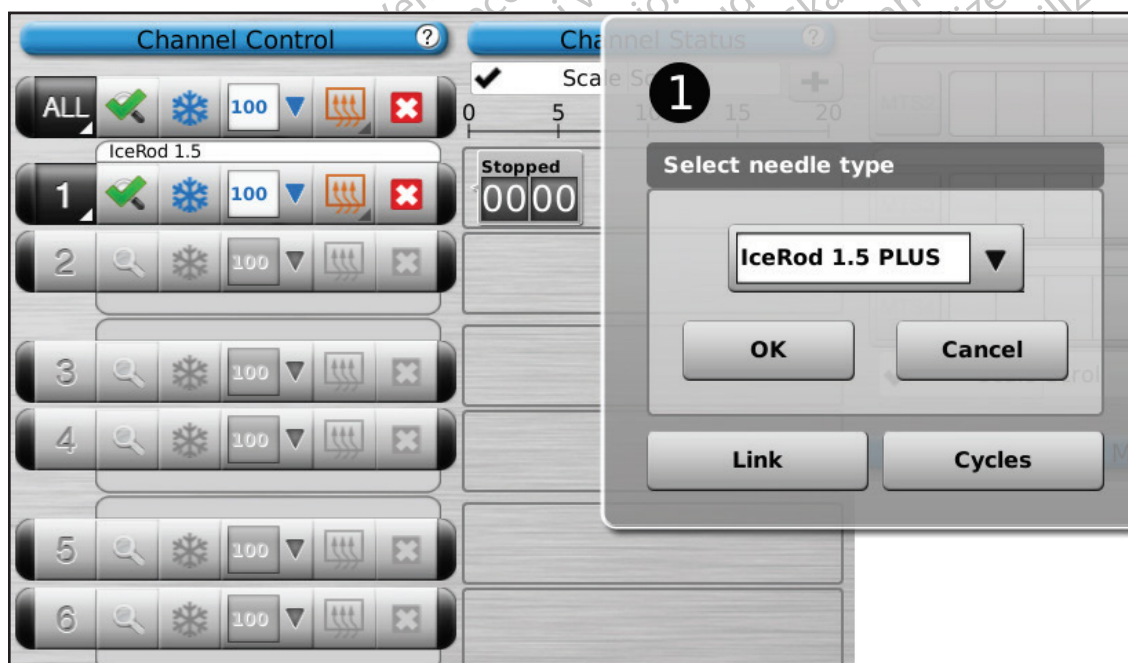 Channel Control ?
Channel Status ?
ALL 100
Scale
0 5 10 15 20
IceRod 1.5
1 100
Stopped
00 00
2 100
3 100
4 100
5 100
6 100
1
Select needle type
IceRod 1.5 PLUS
OK Cancel
Link Cycles